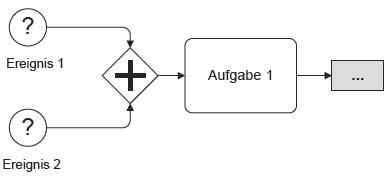 ?
Ereignis 1
Aufgabe 1
...
?
Ereignis 2